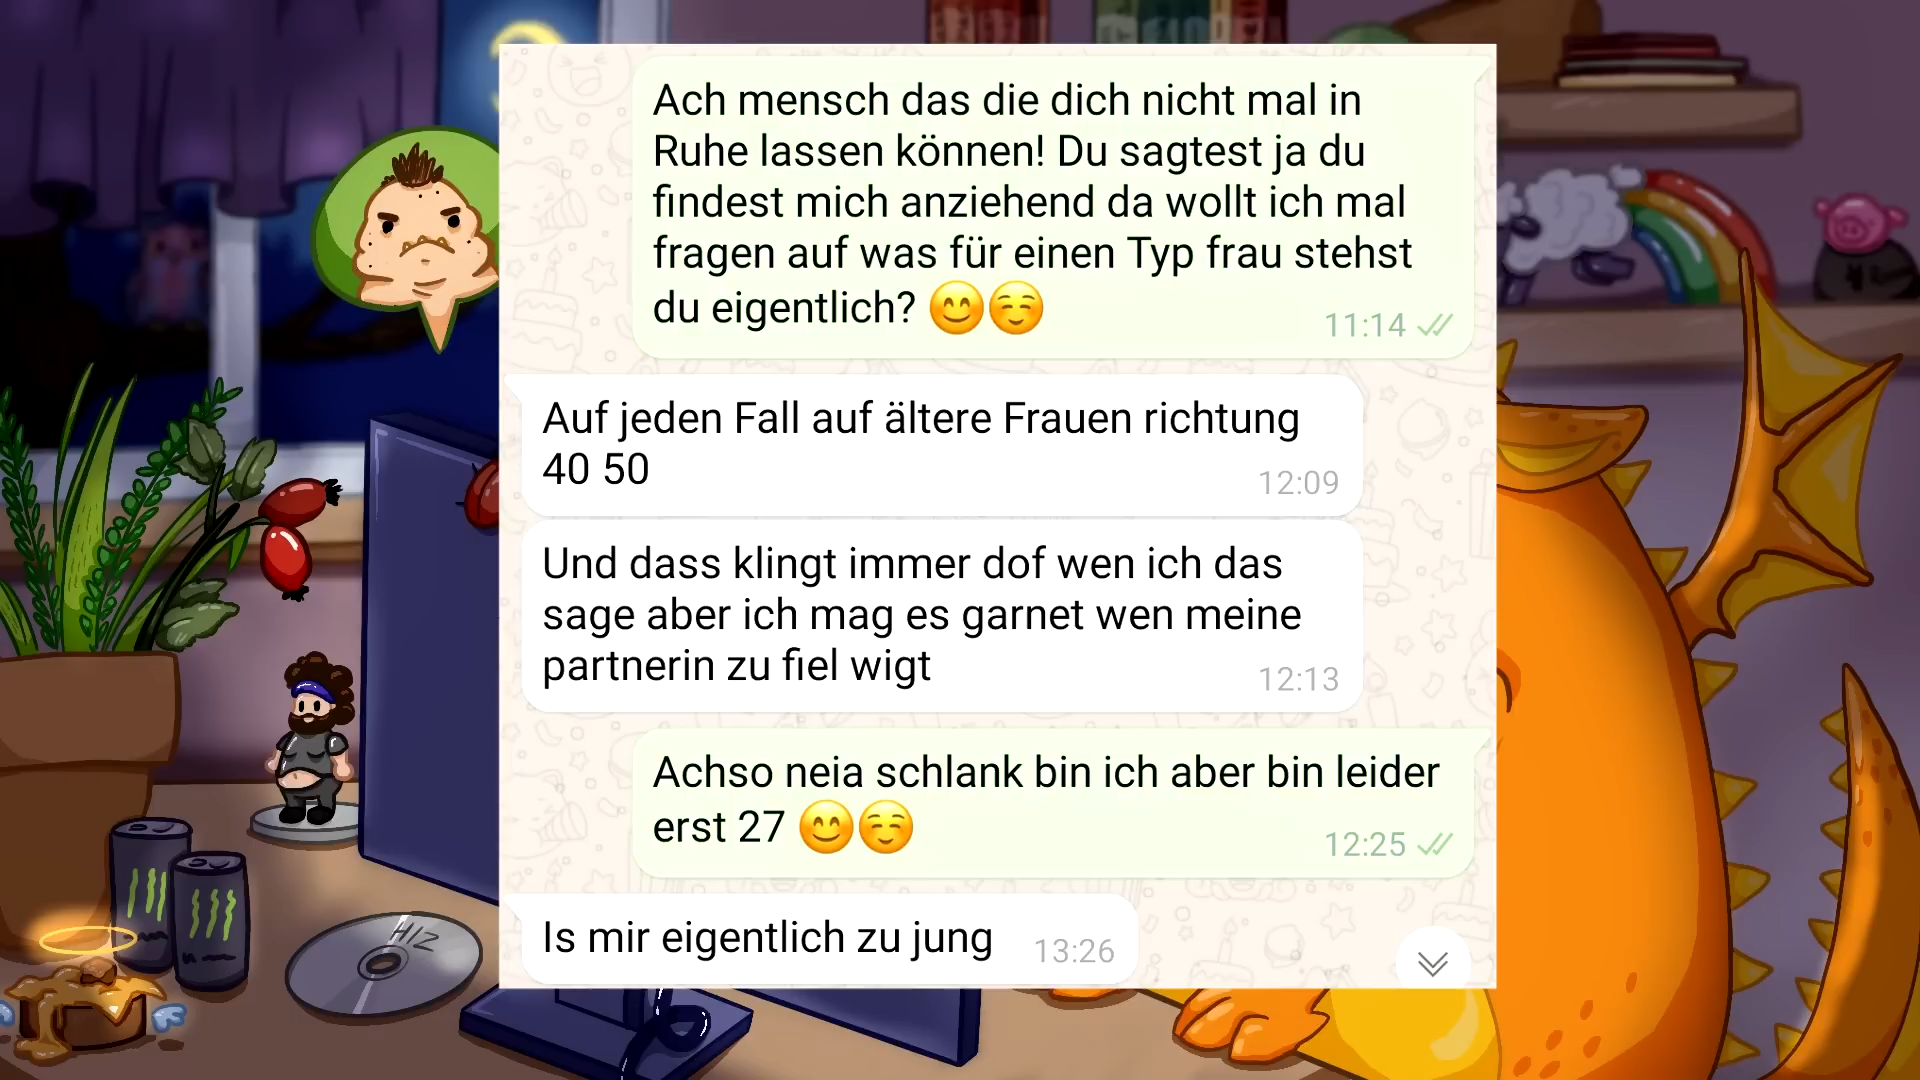 Ach mensch das die dich nicht mal in
Ruhe lassen können! Du sagtest ja du
findest mich anziehend da wollt ich mal
fragen auf was für einen Typ frau stehst
du eigentlich? 😊☺️
11:14
Auf jeden Fall auf ältere Frauen richtung
40 50
12:09
Und dass klingt immer dof wen ich das
sage aber ich mag es garnet wen meine
partnerin zu fiel wigt
12:13
Achso neia schlank bin ich aber bin leider
erst 27 😊☺️
12:25
Is mir eigentlich zu jung
13:26